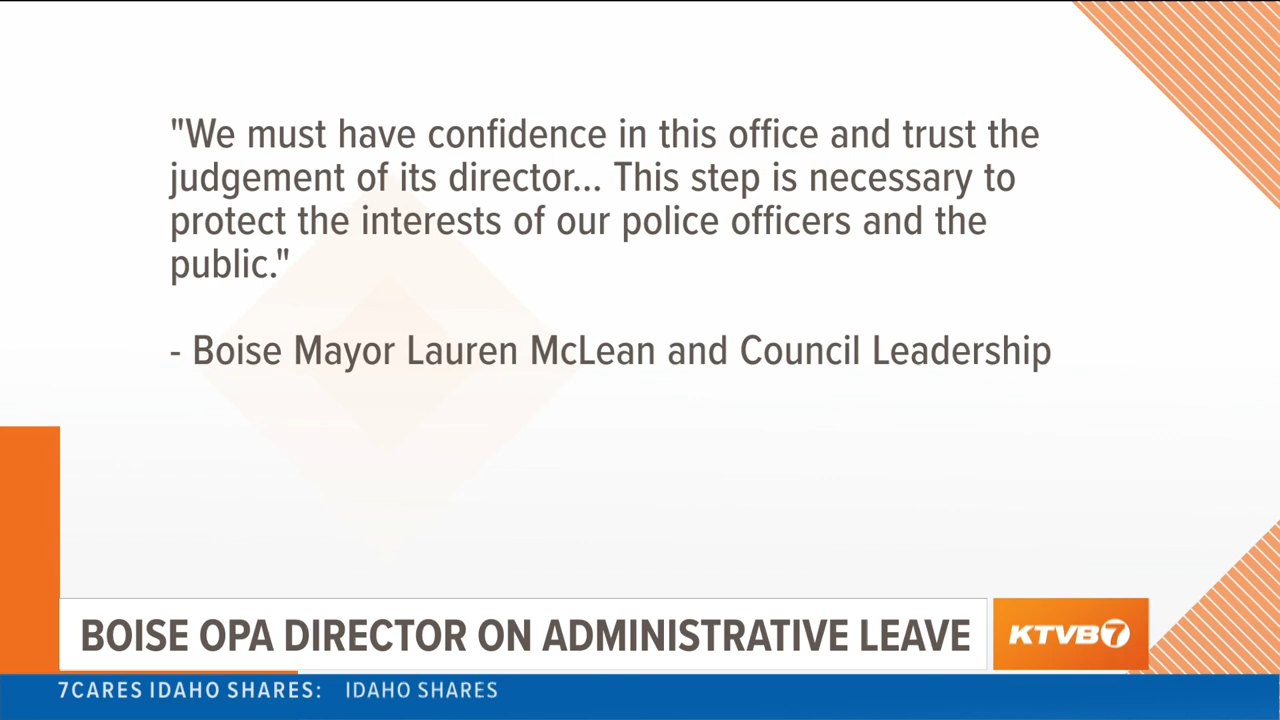 "We must have confidence in this office and trust the
judgement of its director... This step is necessary to
protect the interests of our police officers and the
public."
- Boise Mayor Lauren McLean and Council Leadership
BOISE OPA DIRECTOR ON ADMINISTRATIVE LEAVE
KTVB7
7CARES IDAHO SHARES: IDAHO SHARES